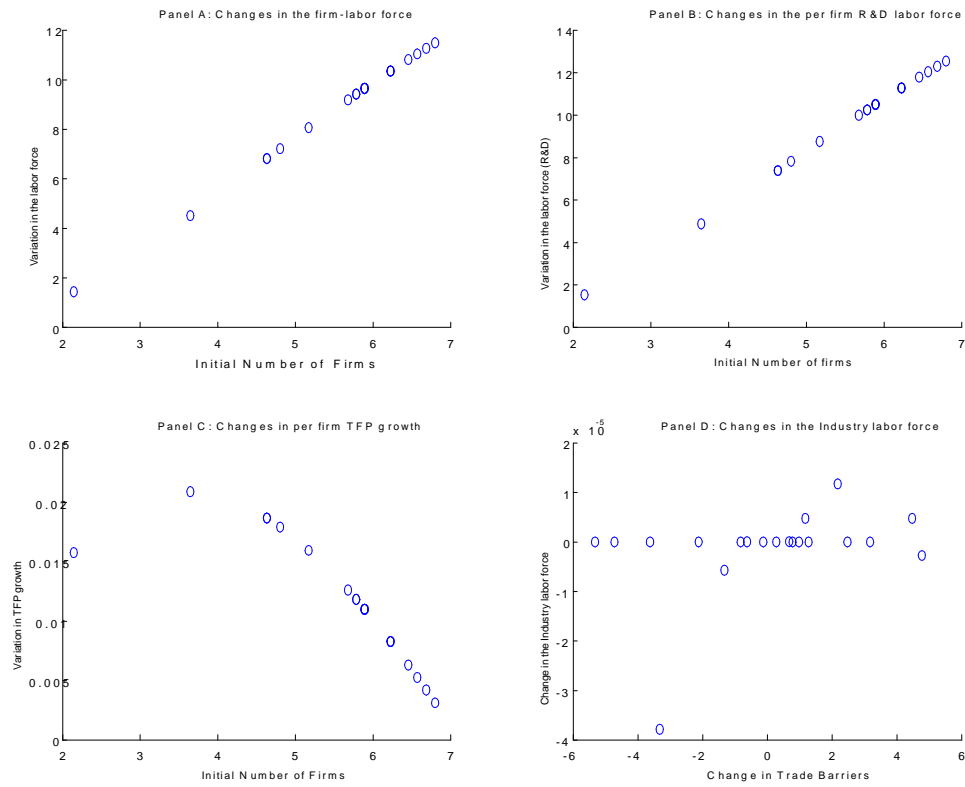 Panel A: Changes in the firm-labor force
12
10
8
6
4
2
0
Variation in the labor force
2 3 4 5 6 7
Initial Number of Firms
Panel B: Changes in the per firm R&D labor force
14
12
10
8
6
4
2
0
Variation in the labor force (R&D)
2 3 4 5 6 7
Initial Number of firms
Panel C: Changes in per firm TFP growth
0.025
0.02
0.015
0.01
0.005
0
Variation in TFP growth
2 3 4 5 6 7
Initial Number of Firms
Panel D: Changes in the Industry labor force
x 10-5
2
1
0
-1
-2
-3
-4
Change in the Industry labor force
-6 -4 -2 0 2 4 6
Change in Trade Barriers